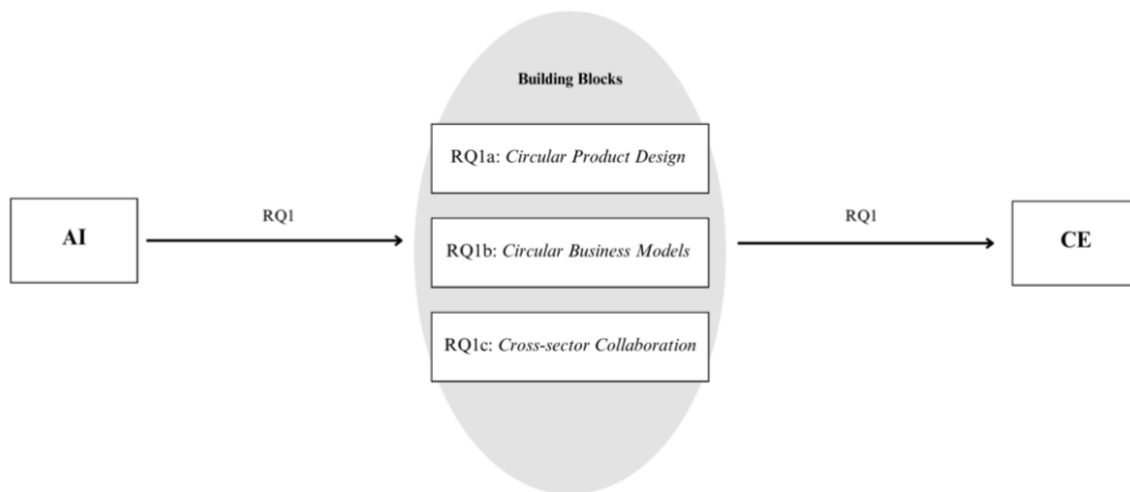 Building Blocks
RQ1a: Circular Product Design
AI
RQ1
RQ1b: Circular Business Models
RQ1
CE
RQ1c: Cross-sector Collaboration